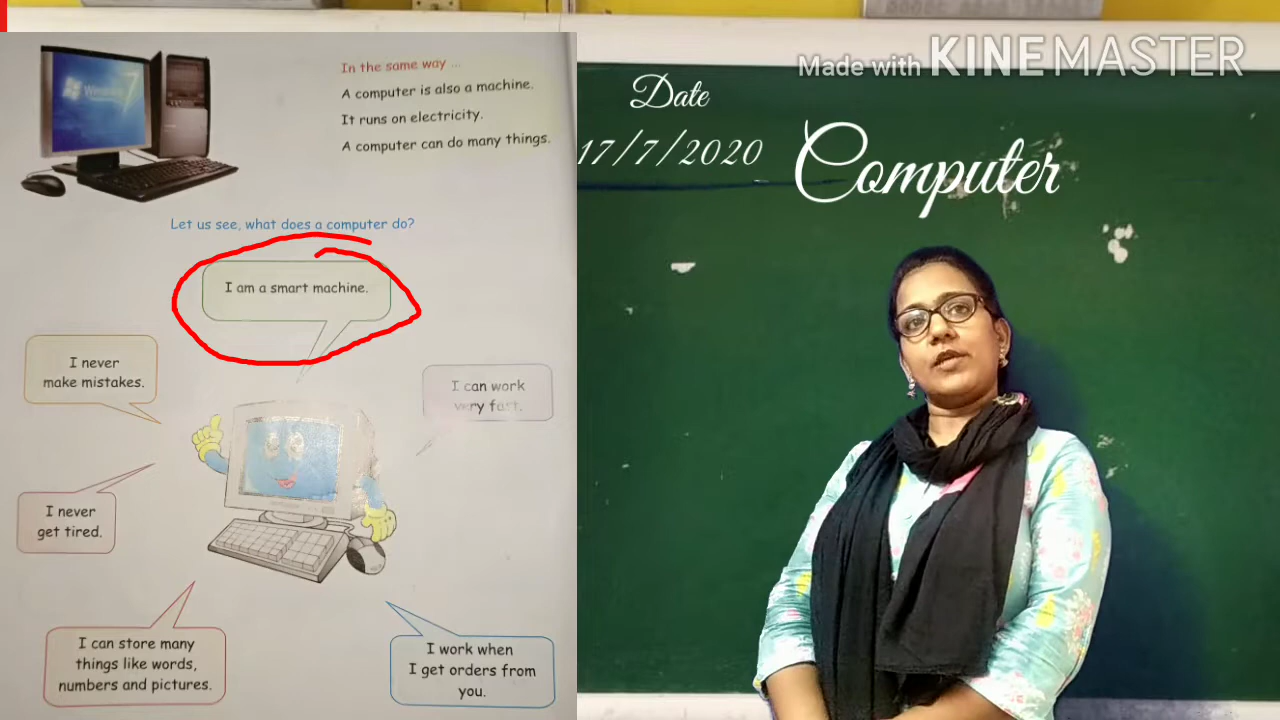 Made with KINEMASTER
Date
17/7/2020
Computer
Windows 7
In the same way ...
A computer is also a machine.
It runs on electricity.
A computer can do many things.
Let us see, what does a computer do?
I am a smart machine.
I never
make mistakes.
I can work
very fast.
I never
get tired.
I can store many
things like words,
numbers and pictures.
I work when
I get orders from
you.